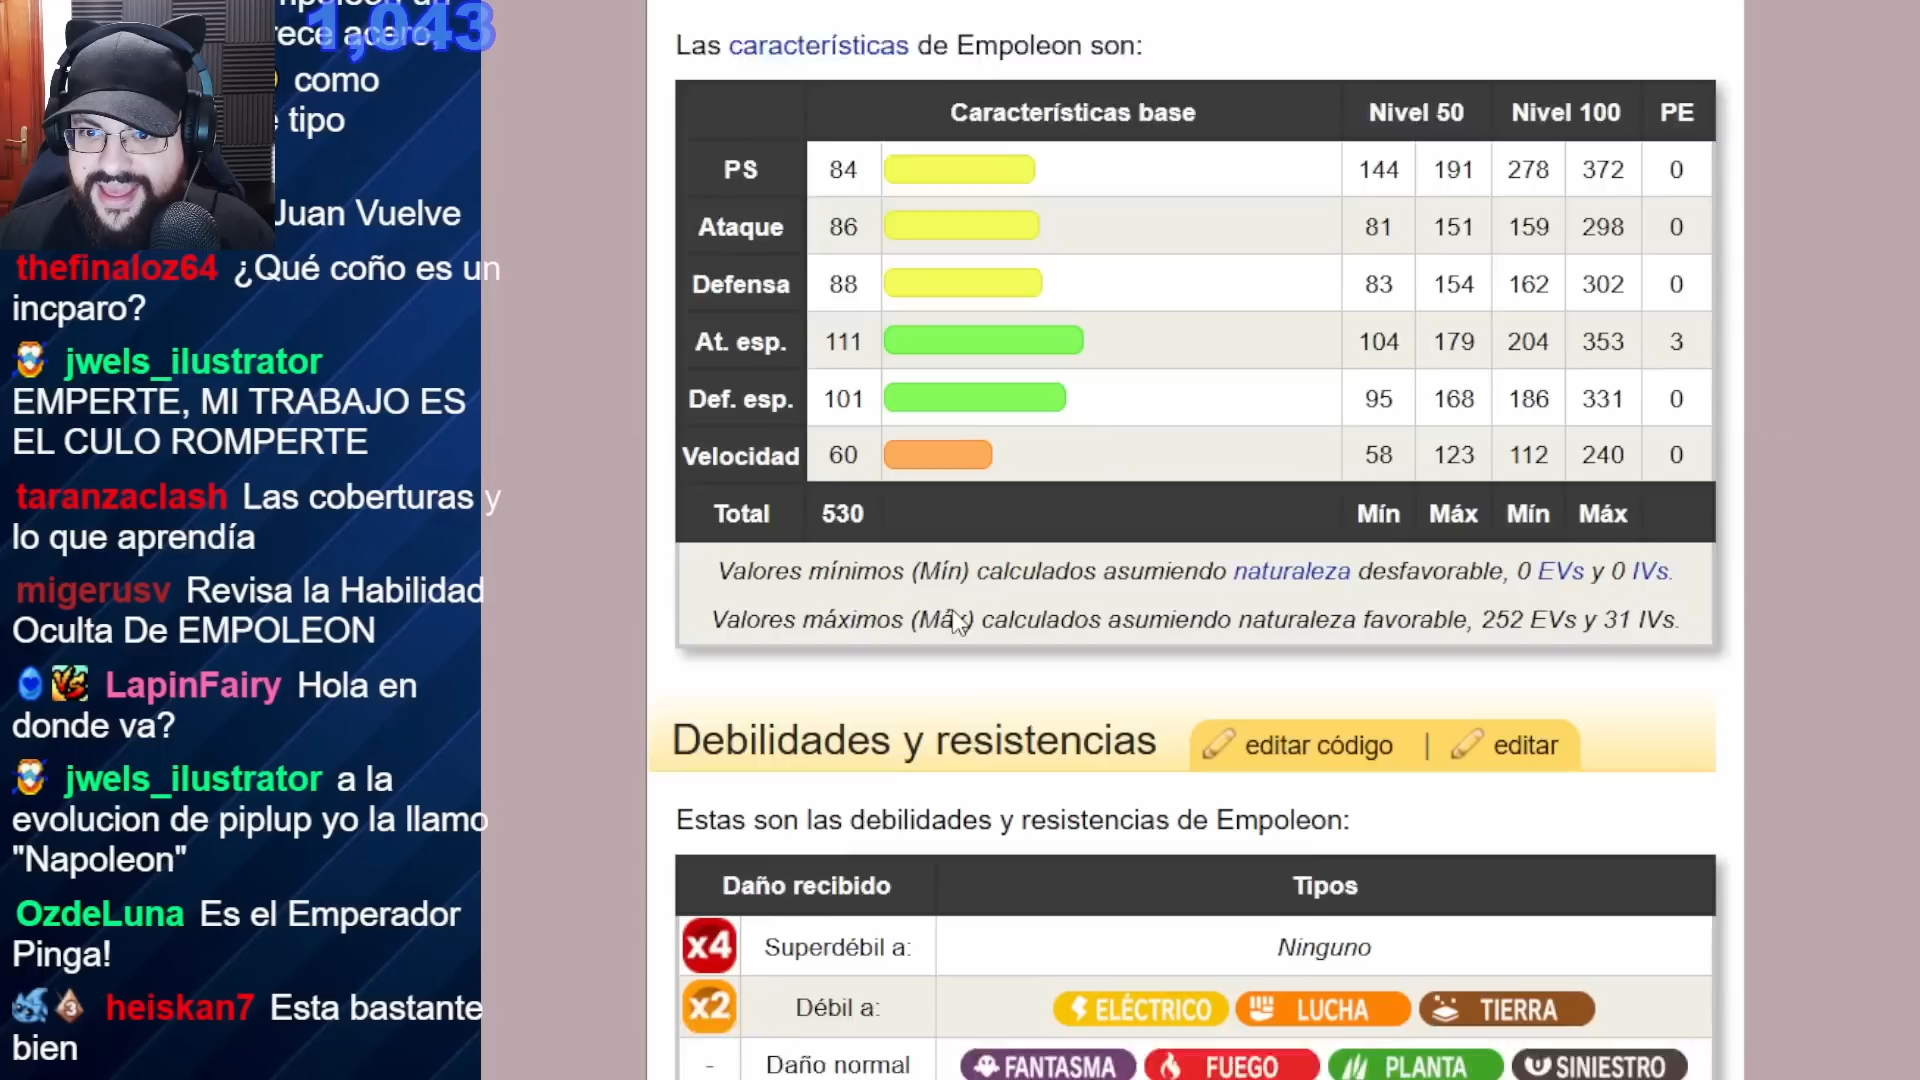 1,043
rece acero,
como
tipo
Juan Vuelve
thefinaloz64 ¿Qué coño es un
incparo?
jwels_ilustrator
EMPERTE, MI TRABAJO ES
EL CULO ROMPERTE
taranzaclash Las coberturas y
lo que aprendía
migerusv Revisa la Habilidad
Oculta De EMPOLEON
LapinFairy Hola en
donde va?
jwels_ilustrator a la
evolucion de piplup yo la llamo
"Napoleon"
OzdeLuna Es el Emperador
Pinga!
heiskan7 Esta bastante
bien
Las características de Empoleon son:
Características base Nivel 50 Nivel 100 PE
PS 84 144 191 278 372 0
Ataque 86 81 151 159 298 0
Defensa 88 83 154 162 302 0
At. esp. 111 104 179 204 353 3
Def. esp. 101 95 168 186 331 0
Velocidad 60 58 123 112 240 0
Total 530 Mín Máx Mín Máx
Valores mínimos (Mín) calculados asumiendo naturaleza desfavorable, 0 EVs y 0 IVs.
Valores máximos (Máx) calculados asumiendo naturaleza favorable, 252 EVs y 31 IVs.
Debilidades y resistencias editar código | editar
Estas son las debilidades y resistencias de Empoleon:
Daño recibido Tipos
x4 Superdébil a: Ninguno
x2 Débil a: ELÉCTRICO LUCHA TIERRA
- Daño normal FANTASMA FUEGO PLANTA SINIESTRO